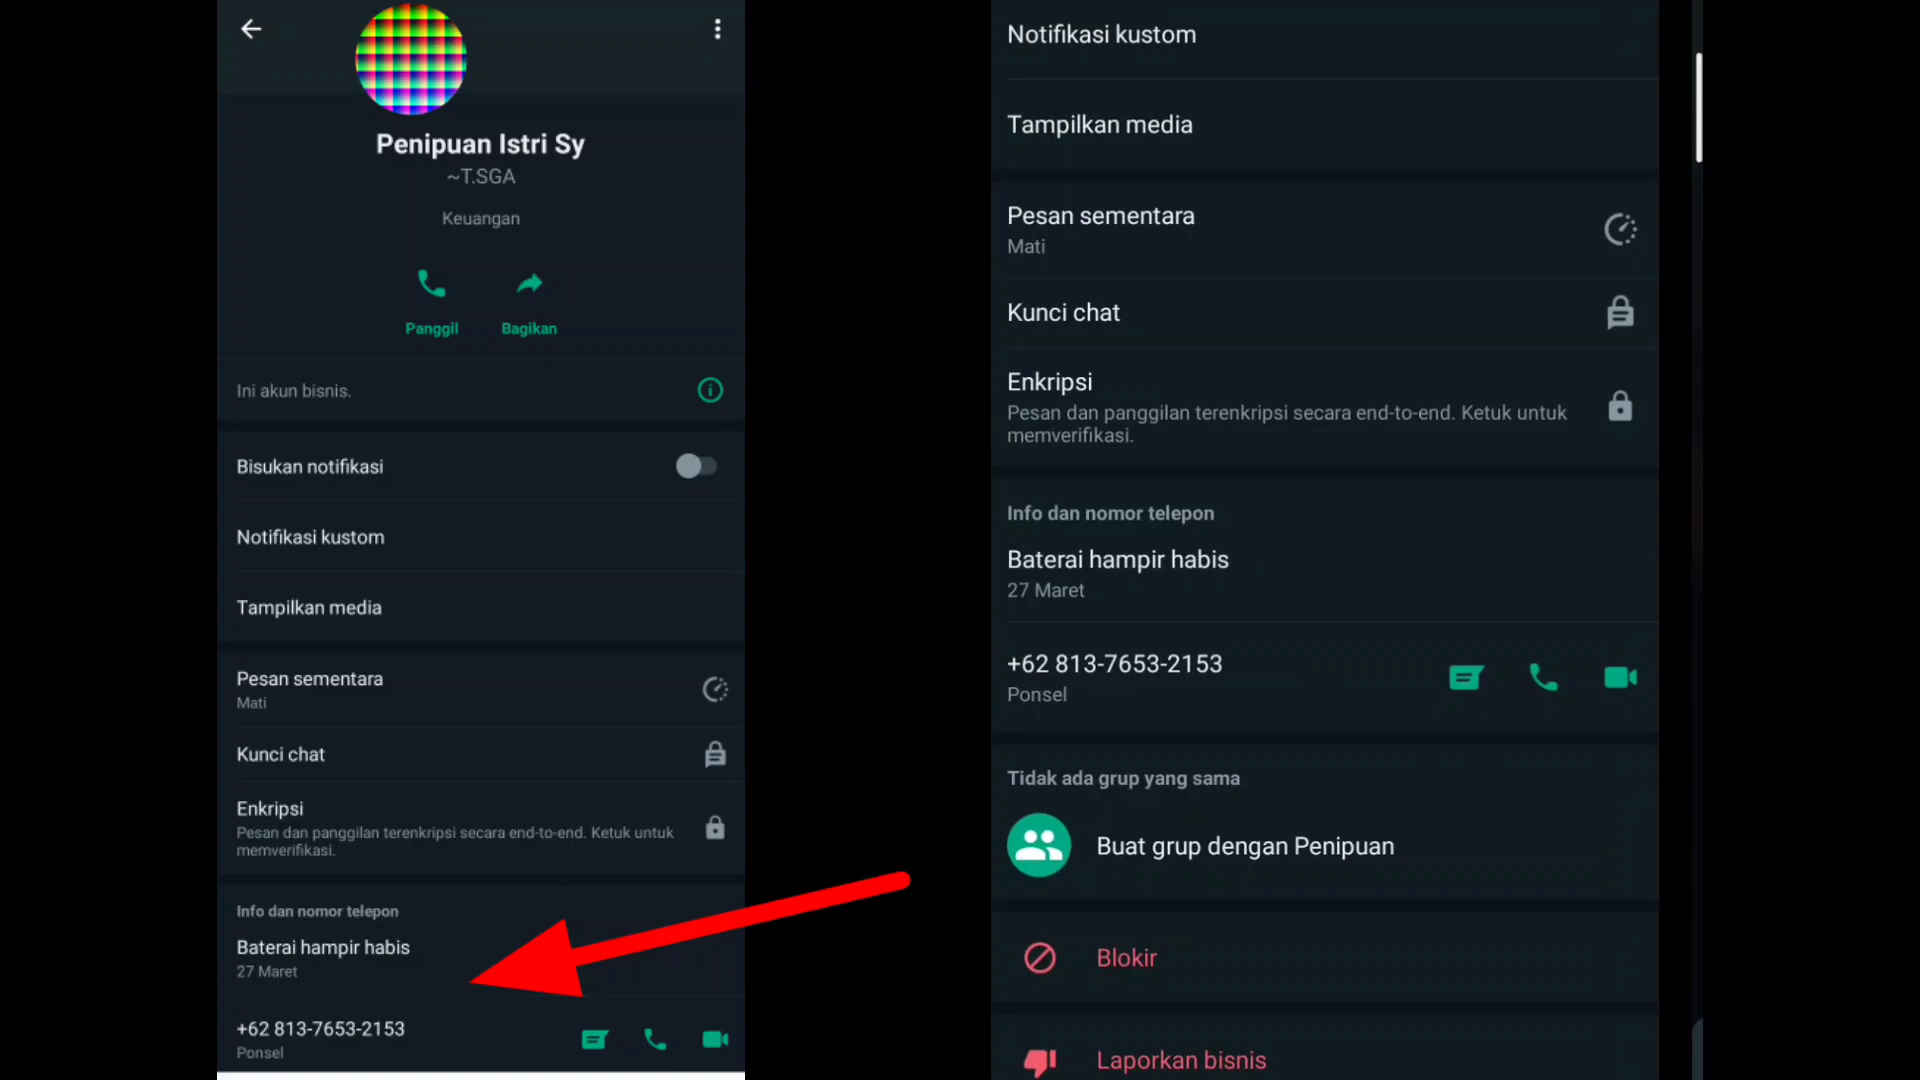 Penipuan Istri Sy
~T.SGA
Keuangan
Panggil
Bagikan
Ini akun bisnis.
Bisukan notifikasi
Notifikasi kustom
Tampilkan media
Pesan sementara
Mati
Kunci chat
Enkripsi
Pesan dan panggilan terenkripsi secara end-to-end. Ketuk untuk
memverifikasi.
Info dan nomor telepon
Baterai hampir habis
27 Maret
+62 813-7653-2153
Ponsel
Notifikasi kustom
Tampilkan media
Pesan sementara
Mati
Kunci chat
Enkripsi
Pesan dan panggilan terenkripsi secara end-to-end. Ketuk untuk
memverifikasi.
Info dan nomor telepon
Baterai hampir habis
27 Maret
+62 813-7653-2153
Ponsel
Tidak ada grup yang sama
Buat grup dengan Penipuan
Blokir
Laporkan bisnis